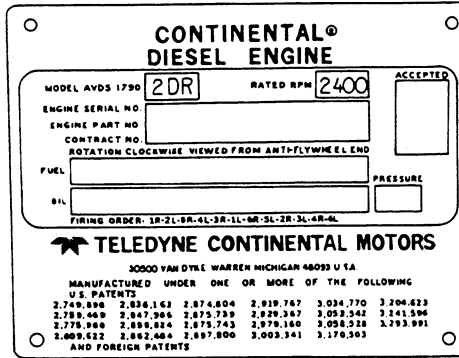 CONTINENTAL®
DIESEL ENGINE
MODEL AVDS 1790 2DR RATED RPM 2400 ACCEPTED
ENGINE SERIAL NO.
ENGINE PART NO.
CONTRACT NO.
ROTATION CLOCKWISE VIEWED FROM ANTI-FLYWHEEL END
FUEL PRESSURE
OIL
FIRING ORDER: 1R-2L-5R-4L-3R-1L-6R-5L-2R-3L-4R-6L
TELEDYNE CONTINENTAL MOTORS
30500 VAN DYKE WARREN MICHIGAN 48093 U.S.A.
MANUFACTURED UNDER ONE OR MORE OF THE FOLLOWING
U.S. PATENTS
2,749,898 2,836,163 2,874,804 2,919,767 3,034,770 3,204,623
2,759,469 2,847,986 2,875,739 2,929,367 3,053,542 3,241,596
2,775,966 2,858,824 2,875,743 2,979,160 3,058,528 3,293,991
2,809,622 2,862,484 2,897,800 3,003,341 3,170,503
AND FOREIGN PATENTS